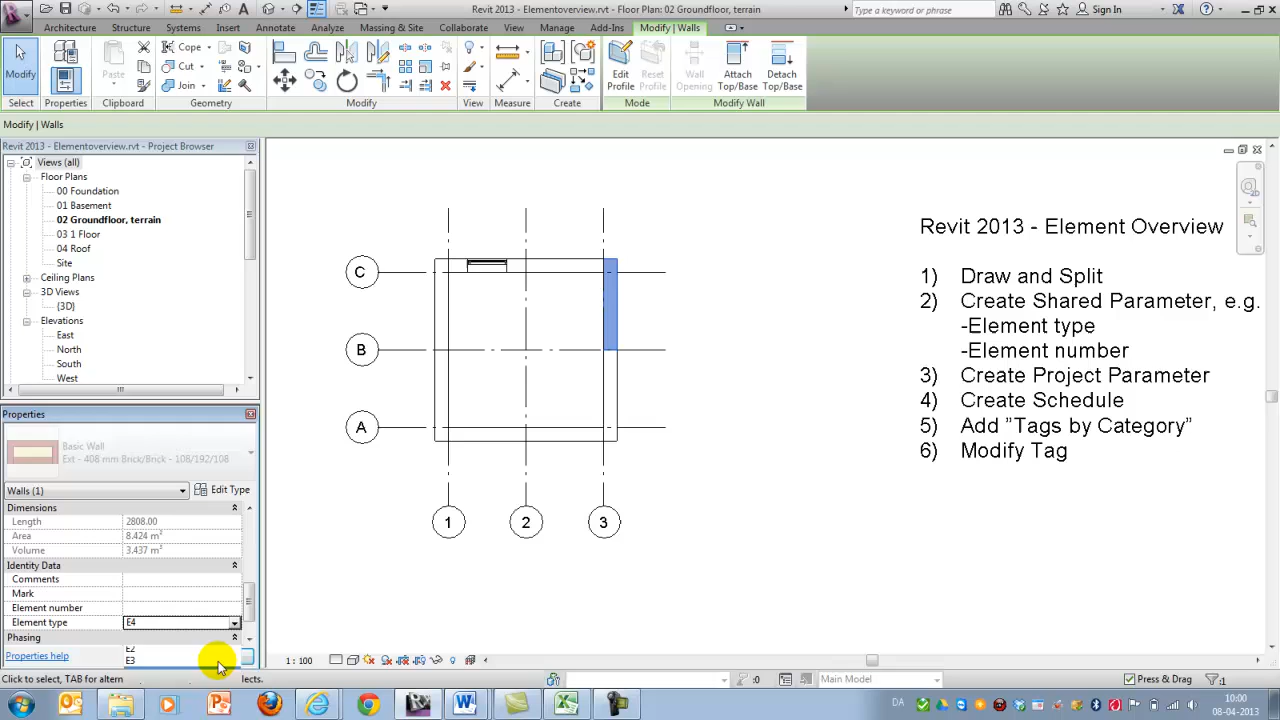 Revit 2013 - Elementoverview.rvt - Floor Plan: 02 Groundfloor, terrain
Type a keyword or phrase
Sign In
Architecture Structure Systems Insert Annotate Analyze Massing & Site Collaborate View Manage Add-Ins Modify | Walls
Modify
Paste
Cope
Cut
Join
Edit Profile
Reset Profile
Wall Opening
Attach Top/Base
Detach Top/Base
Select Properties Clipboard Geometry Modify View Measure Create Mode Modify Wall
Modify | Walls
Revit 2013 - Elementoverview.rvt - Project Browser
Views (all)
Floor Plans
00 Foundation
01 Basement
02 Groundfloor, terrain
03 1 Floor
04 Roof
Site
Ceiling Plans
3D Views
{3D}
Elevations
East
North
South
West
Properties
Basic Wall
Ext - 408 mm Brick/Brick - 108/192/108
Walls (1)
Edit Type
Dimensions
Length 2808.00
Area 8.424 m²
Volume 3.437 m³
Identity Data
Comments
Mark
Element number
Element type E4
Phasing
E2
E3
Properties help
C
B
A
1 2 3
Revit 2013 - Element Overview
1) Draw and Split
2) Create Shared Parameter, e.g.
-Element type
-Element number
3) Create Project Parameter
4) Create Schedule
5) Add "Tags by Category"
6) Modify Tag
1 : 100
Click to select, TAB for altern lects.
:0
Main Model
Press & Drag
:1
DA
10:00
08-04-2013